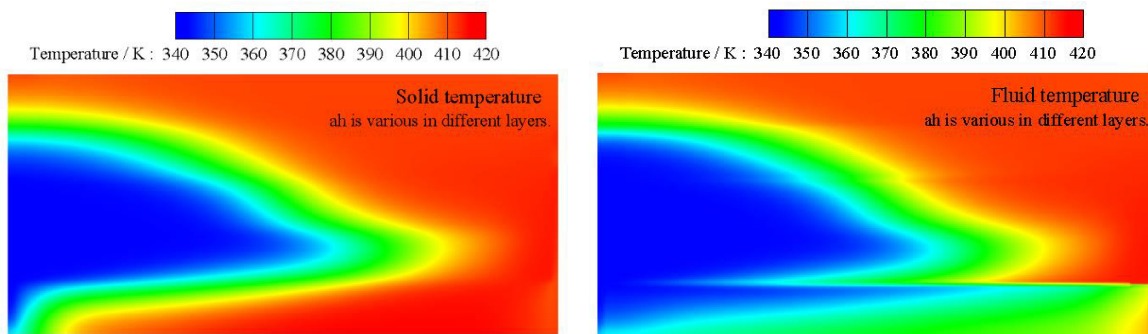 Temperature / K : 340 350 360 370 380 390 400 410 420
Solid temperature
ah is various in different layers.
Temperature / K : 340 350 360 370 380 390 400 410 420
Fluid temperature
ah is various in different layers.